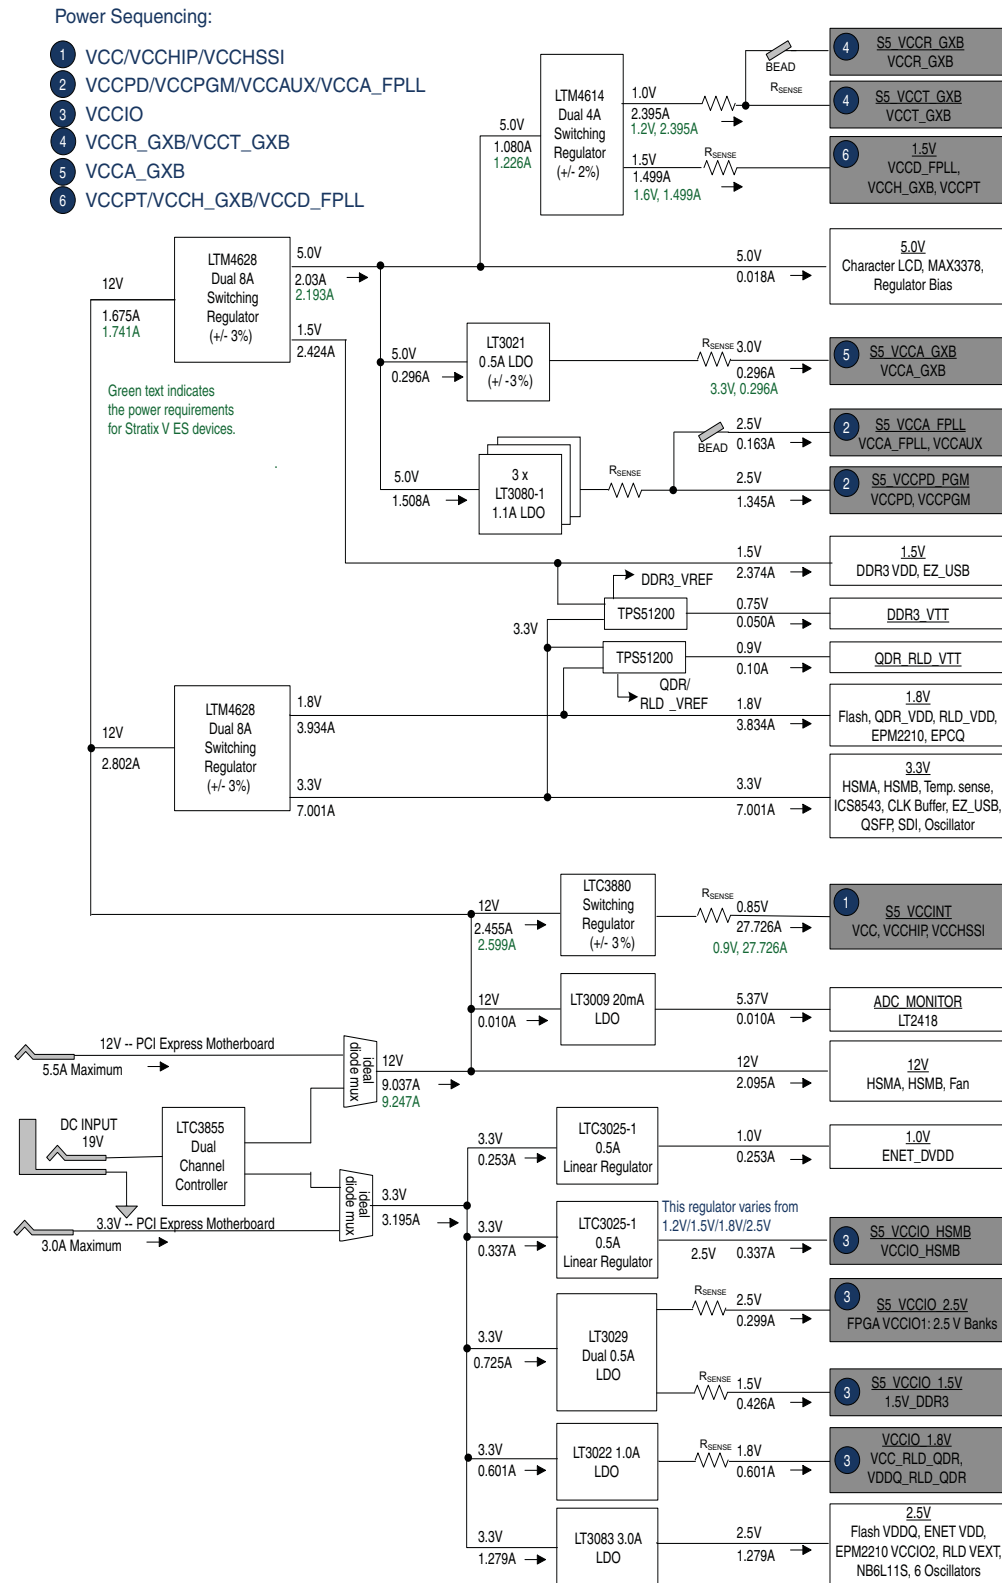 Power Sequencing:
1 VCC/VCCHIP/VCCHSSI
2 VCCPD/VCCPGM/VCCAUX/VCCA_FPLL
3 VCCIO
4 VCCR_GXB/VCCT_GXB
5 VCCA_GXB
6 VCCPT/VCCH_GXB/VCCD_FPLL
LTM4614
Dual 4A
Switching
Regulator
(+/- 2%)
5.0V
1.080A
1.226A
1.0V
2.395A
1.2V, 2.395A
1.5V
1.499A
1.6V, 1.499A
BEAD
RSENSE
RSENSE
4
S5_VCCR_GXB
VCCR_GXB
4
S5_VCCT_GXB
VCCT_GXB
6
1.5V
VCCD_FPLL,
VCCH_GXB, VCCPT
12V
1.675A
1.741A
LTM4628
Dual 8A
Switching
Regulator
(+/- 3%)
5.0V
2.03A
2.193A
1.5V
2.424A
5.0V
0.018A
5.0V
Character LCD, MAX3378,
Regulator Bias
Green text indicates
the power requirements
for Stratix V ES devices.
5.0V
0.296A
LT3021
0.5A LDO
(+/-3%)
RSENSE
3.0V
0.296A
3.3V, 0.296A
5
S5_VCCA_GXB
VCCA_GXB
5.0V
1.508A
3 x
LT3080-1
1.1A LDO
RSENSE
BEAD
2.5V
0.163A
2
S5_VCCA_FPLL
VCCA_FPLL, VCCAUX
2.5V
1.345A
2
S5_VCCPD_PGM
VCCPD, VCCPGM
1.5V
2.374A
1.5V
DDR3 VDD, EZ_USB
DDR3_VREF
TPS51200
0.75V
0.050A
DDR3_VTT
3.3V
TPS51200
0.9V
0.10A
QDR_RLD_VTT
QDR/
RLD _VREF
12V
2.802A
LTM4628
Dual 8A
Switching
Regulator
(+/- 3%)
1.8V
3.934A
1.8V
3.834A
1.8V
Flash, QDR_VDD, RLD_VDD,
EPM2210, EPCQ
3.3V
7.001A
3.3V
7.001A
3.3V
HSMA, HSMB, Temp. sense,
ICS8543, CLK Buffer, EZ_USB,
QSFP, SDI, Oscillator
12V
2.455A
2.599A
LTC3880
Switching
Regulator
(+/- 3%)
RSENSE
0.85V
27.726A
0.9V, 27.726A
1
S5_VCCINT
VCC, VCCHIP, VCCHSSI
12V
0.010A
LT3009 20mA
LDO
5.37V
0.010A
ADC_MONITOR
LT2418
12V -- PCI Express Motherboard
5.5A Maximum
ideal
diode mux
12V
9.037A
9.247A
12V
2.095A
12V
HSMA, HSMB, Fan
DC INPUT
19V
LTC3855
Dual
Channel
Controller
3.3V -- PCI Express Motherboard
3.0A Maximum
ideal
diode mux
3.3V
3.195A
3.3V
0.253A
LTC3025-1
0.5A
Linear Regulator
1.0V
0.253A
1.0V
ENET_DVDD
3.3V
0.337A
LTC3025-1
0.5A
Linear Regulator
This regulator varies from
1.2V/1.5V/1.8V/2.5V
2.5V
0.337A
3
S5_VCCIO_HSMB
VCCIO_HSMB
3.3V
0.725A
LT3029
Dual 0.5A
LDO
RSENSE
2.5V
0.299A
3
S5_VCCIO_2.5V
FPGA VCCIO1: 2.5 V Banks
RSENSE
1.5V
0.426A
3
S5_VCCIO_1.5V
1.5V_DDR3
3.3V
0.601A
LT3022 1.0A
LDO
RSENSE
1.8V
0.601A
3
VCCIO_1.8V
VCC_RLD_QDR,
VDDQ_RLD_QDR
3.3V
1.279A
LT3083 3.0A
LDO
2.5V
1.279A
2.5V
Flash VDDQ, ENET VDD,
EPM2210 VCCIO2, RLD VEXT,
NB6L11S, 6 Oscillators